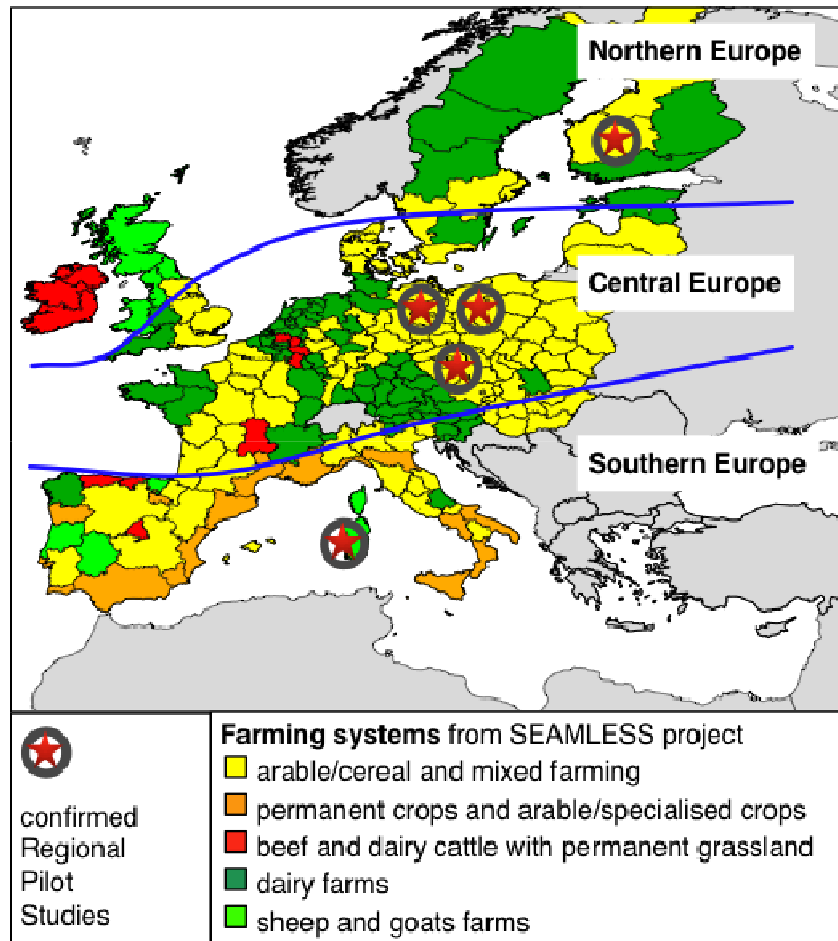 Northern Europe
Central Europe
Southern Europe
confirmed
Regional
Pilot
Studies
Farming systems from SEAMLESS project
arable/cereal and mixed farming
permanent crops and arable/specialised crops
beef and dairy cattle with permanent grassland
dairy farms
sheep and goats farms